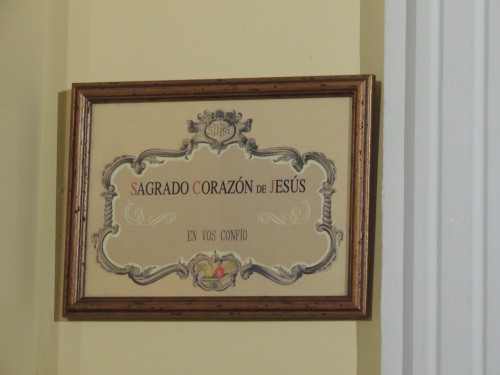 SAGRADO CORAZÓN DE JESÚS
EN VOS CONFÍO